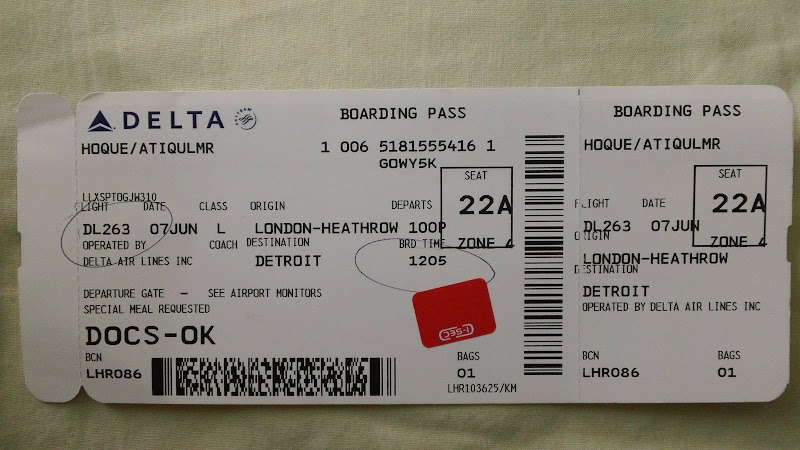 DELTA SKYTEAM
BOARDING PASS
HOQUE/ATIQULMR
1 006 5181555416 1
GOWY5K
LLXSPTOGJW310
SEAT
22A
FLIGHT DATE CLASS ORIGIN DEPARTS
DL263 07JUN L LONDON-HEATHROW 100P
OPERATED BY COACH DESTINATION BRD TIME ZONE 4
DELTA AIR LINES INC DETROIT 1205
DEPARTURE GATE - SEE AIRPORT MONITORS
SPECIAL MEAL REQUESTED
DOCS-OK
i-sec
BCN BAGS
LHR086 01
LHR103625/KM
BOARDING PASS
HOQUE/ATIQULMR
SEAT
22A
FLIGHT DATE
DL263 07JUN
ORIGIN ZONE 4
LONDON-HEATHROW
DESTINATION
DETROIT
OPERATED BY DELTA AIR LINES INC
BCN BAGS
LHR086 01